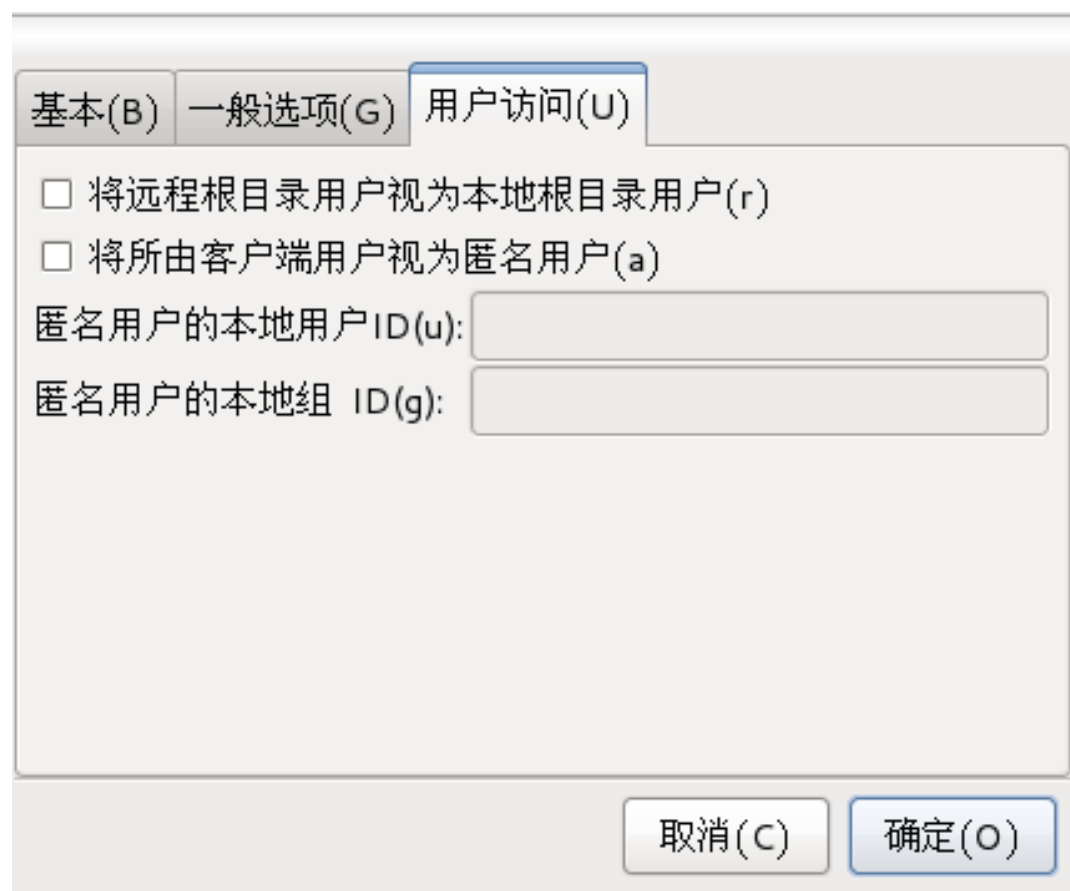 基本(B) 一般选项(G) 用户访问(U)
将远程根目录用户视为本地根目录用户(r)
将所由客户端用户视为匿名用户(a)
匿名用户的本地用户ID(u):
匿名用户的本地组 ID(g):
取消(C) 确定(O)